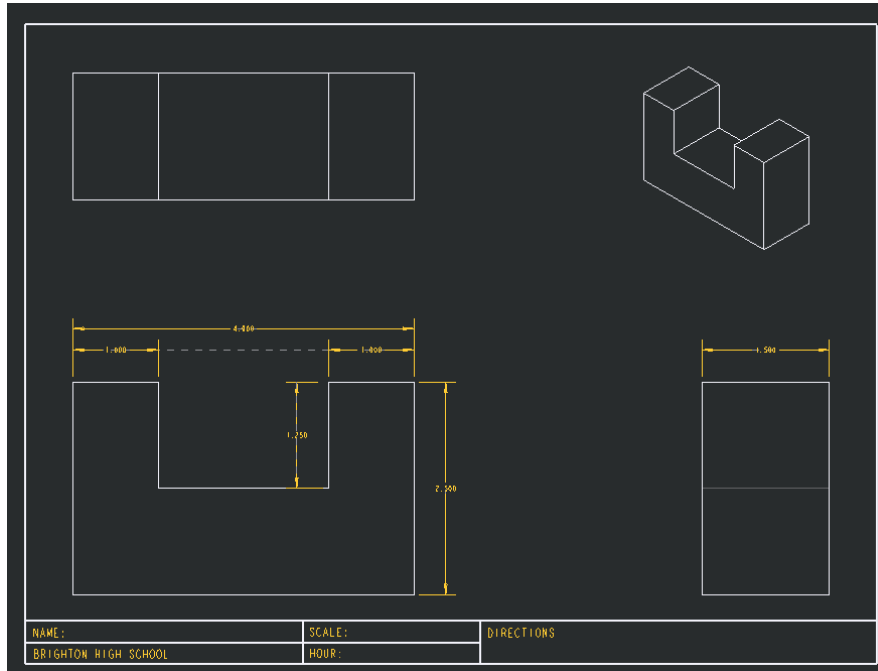 4.000
1.000
1.000
1.500
1.250
2.500
NAME:
SCALE:
DIRECTIONS
BRIGHTON HIGH SCHOOL
HOUR: